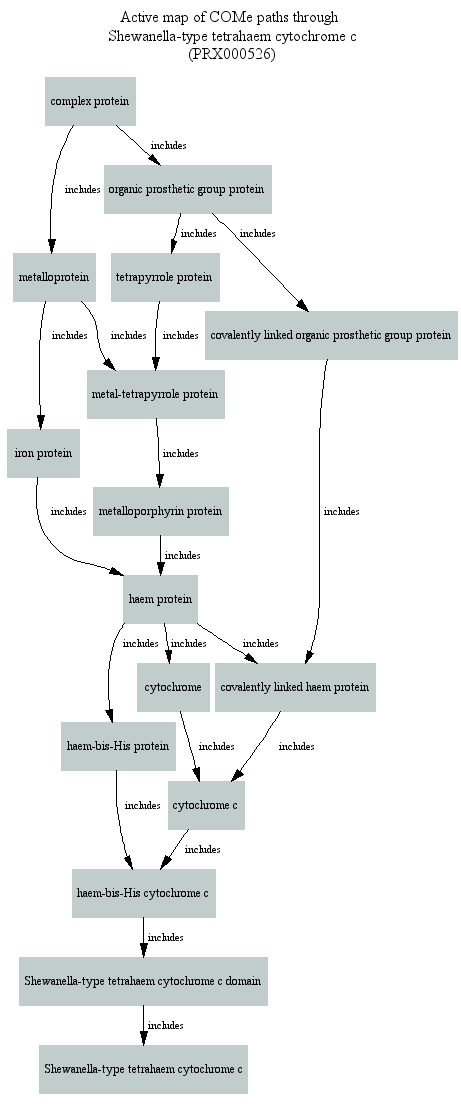 Active map of COMe paths through
Shewanella-type tetrahaem cytochrome c
(PRX000526)
complex protein
includes
includes
organic prosthetic group protein
includes
includes
metalloprotein
tetrapyrrole protein
covalently linked organic prosthetic group protein
includes
includes
includes
metal-tetrapyrrole protein
iron protein
includes
metalloporphyrin protein
includes
includes
includes
haem protein
includes
includes
includes
cytochrome
covalently linked haem protein
haem-bis-His protein
includes
includes
cytochrome c
includes
includes
haem-bis-His cytochrome c
includes
Shewanella-type tetrahaem cytochrome c domain
includes
Shewanella-type tetrahaem cytochrome c